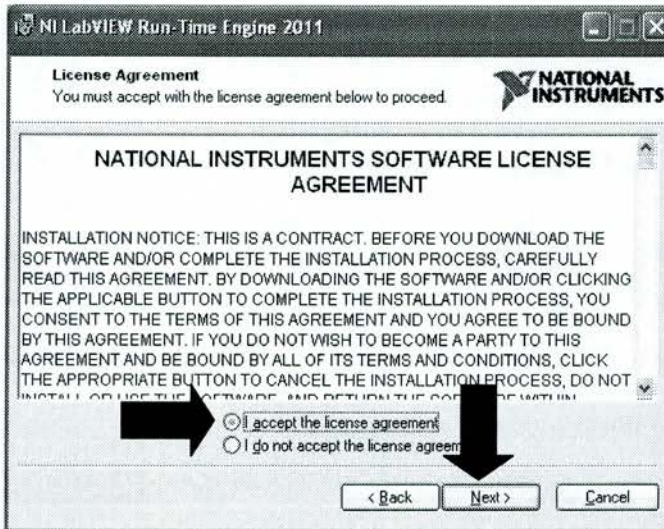 NI LabVIEW Run-Time Engine 2011
License Agreement
You must accept with the license agreement below to proceed.
NATIONAL
INSTRUMENTS
NATIONAL INSTRUMENTS SOFTWARE LICENSE
AGREEMENT
INSTALLATION NOTICE: THIS IS A CONTRACT. BEFORE YOU DOWNLOAD THE
SOFTWARE AND/OR COMPLETE THE INSTALLATION PROCESS, CAREFULLY
READ THIS AGREEMENT. BY DOWNLOADING THE SOFTWARE AND/OR CLICKING
THE APPLICABLE BUTTON TO COMPLETE THE INSTALLATION PROCESS, YOU
CONSENT TO THE TERMS OF THIS AGREEMENT AND YOU AGREE TO BE BOUND
BY THIS AGREEMENT. IF YOU DO NOT WISH TO BECOME A PARTY TO THIS
AGREEMENT AND BE BOUND BY ALL OF ITS TERMS AND CONDITIONS, CLICK
THE APPROPRIATE BUTTON TO CANCEL THE INSTALLATION PROCESS, DO NOT
I accept the license agreement
I do not accept the license agreem
< Back
Next >
Cancel